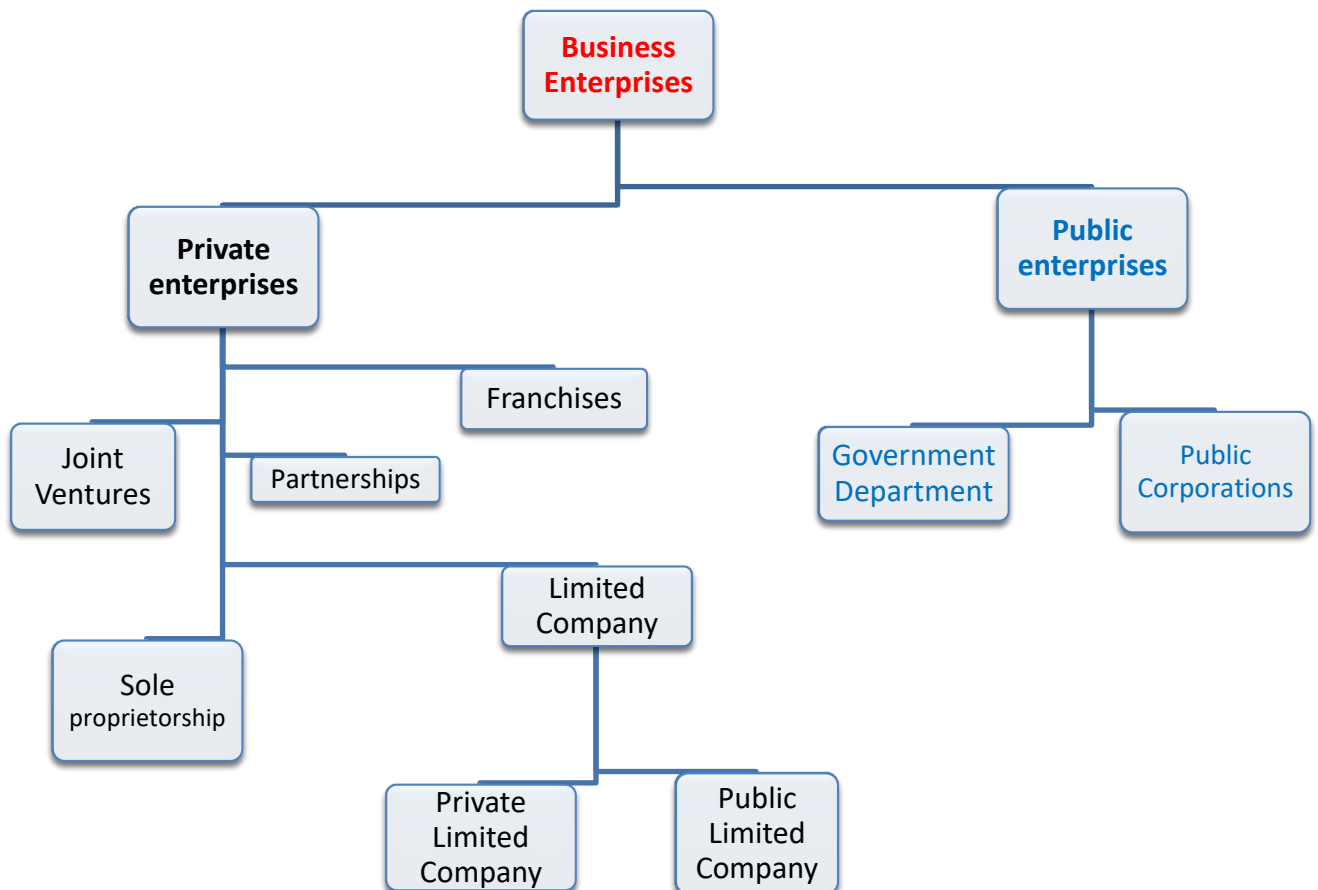 Business
Enterprises
Private
enterprises
Public
enterprises
Franchises
Joint
Ventures
Partnerships
Government
Department
Public
Corporations
Limited
Company
Sole
proprietorship
Private
Limited
Company
Public
Limited
Company